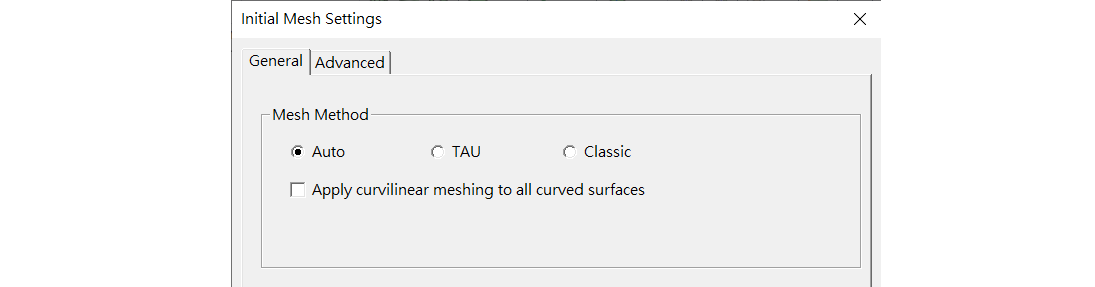 Initial Mesh Settings
General Advanced
Mesh Method
Auto TAU Classic
Apply curvilinear meshing to all curved surfaces